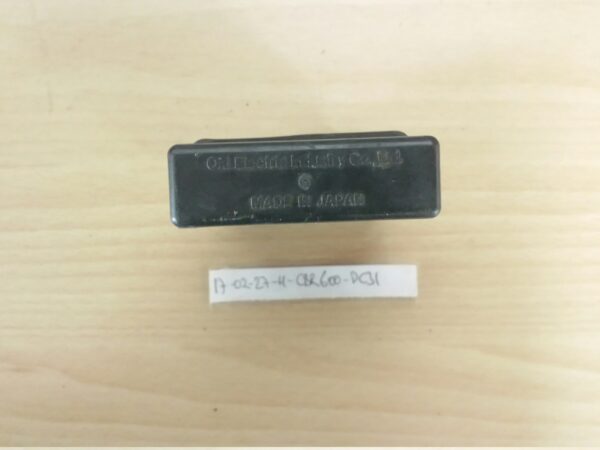 OKI Electric Industry Co., Ltd.
MADE IN JAPAN
17-02-27-H-CBR600-PC31